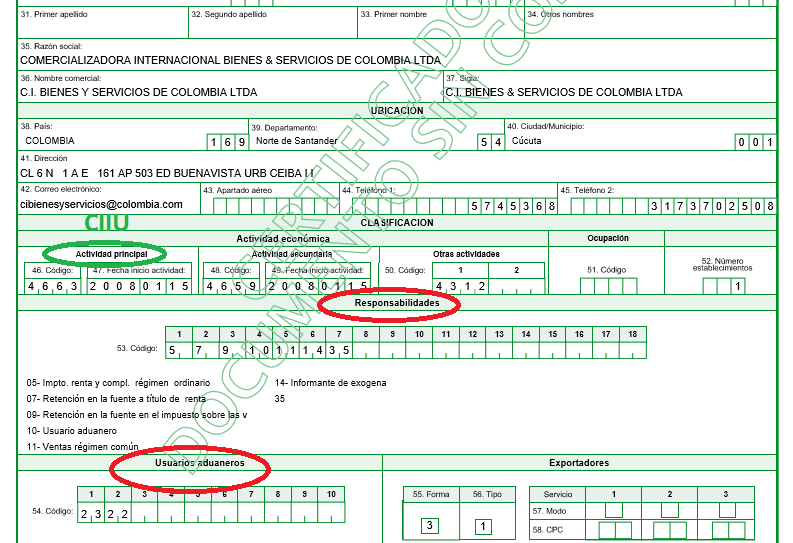 31. Primer apellido 32. Segundo apellido 33. Primer nombre 34. Otros nombres
35. Razón social:
COMERCIALIZADORA INTERNACIONAL BIENES & SERVICIOS DE COLOMBIA LTDA
36. Nombre comercial: 37. Sigla:
C.I. BIENES Y SERVICIOS DE COLOMBIA LTDA C.I. BIENES & SERVICIOS DE COLOMBIA LTDA
UBICACION
38. País: 39. Departamento: 40. Ciudad/Municipio:
COLOMBIA 1 6 9 Norte de Santander 5 4 Cúcuta 0 0 1
41. Dirección
CL 6 N 1 A E 161 AP 503 ED BUENAVISTA URB CEIBA I I
42. Correo electrónico: 43. Apartado aéreo 44. Teléfono 1: 45. Teléfono 2:
cibienesyservicios@colombia.com 5 7 4 5 3 6 8 3 1 7 3 7 0 2 5 0 8
CIIU
CLASIFICACION
Actividad económica Ocupación
Actividad principal Actividad secundaria Otras actividades 52. Número establecimientos
46. Código: 47. Fecha inicio actividad: 48. Código: 49. Fecha inicio actividad: 50. Código: 1 2 51. Código
4 6 6 3 2 0 0 8 0 1 1 5 4 6 5 9 2 0 0 8 0 1 1 5 4 3 1 2 1
Responsabilidades
1 2 3 4 5 6 7 8 9 10 11 12 13 14 15 16 17 18
53. Código: 5 7 9 1 0 1 1 1 4 3 5
05- Impto. renta y compl. régimen ordinario 14- Informante de exogena
07- Retención en la fuente a título de renta 35
09- Retención en la fuente en el impuesto sobre las v
10- Usuario aduanero
11- Ventas régimen común
Usuarios aduaneros Exportadores
1 2 3 4 5 6 7 8 9 10 55. Forma 56. Tipo Servicio 1 2 3
54. Código: 2 3 2 2 3 1 57. Modo
58. CPC
CERTIFICADO
DOCUMENTO SIN CO